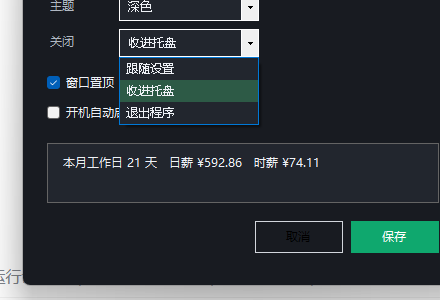 主题 深色
关闭 收进托盘
跟随设置
收进托盘
退出程序
窗口置顶
开机自动启
本月工作日 21 天 日薪 ¥592.86 时薪 ¥74.11
取消 保存
运行